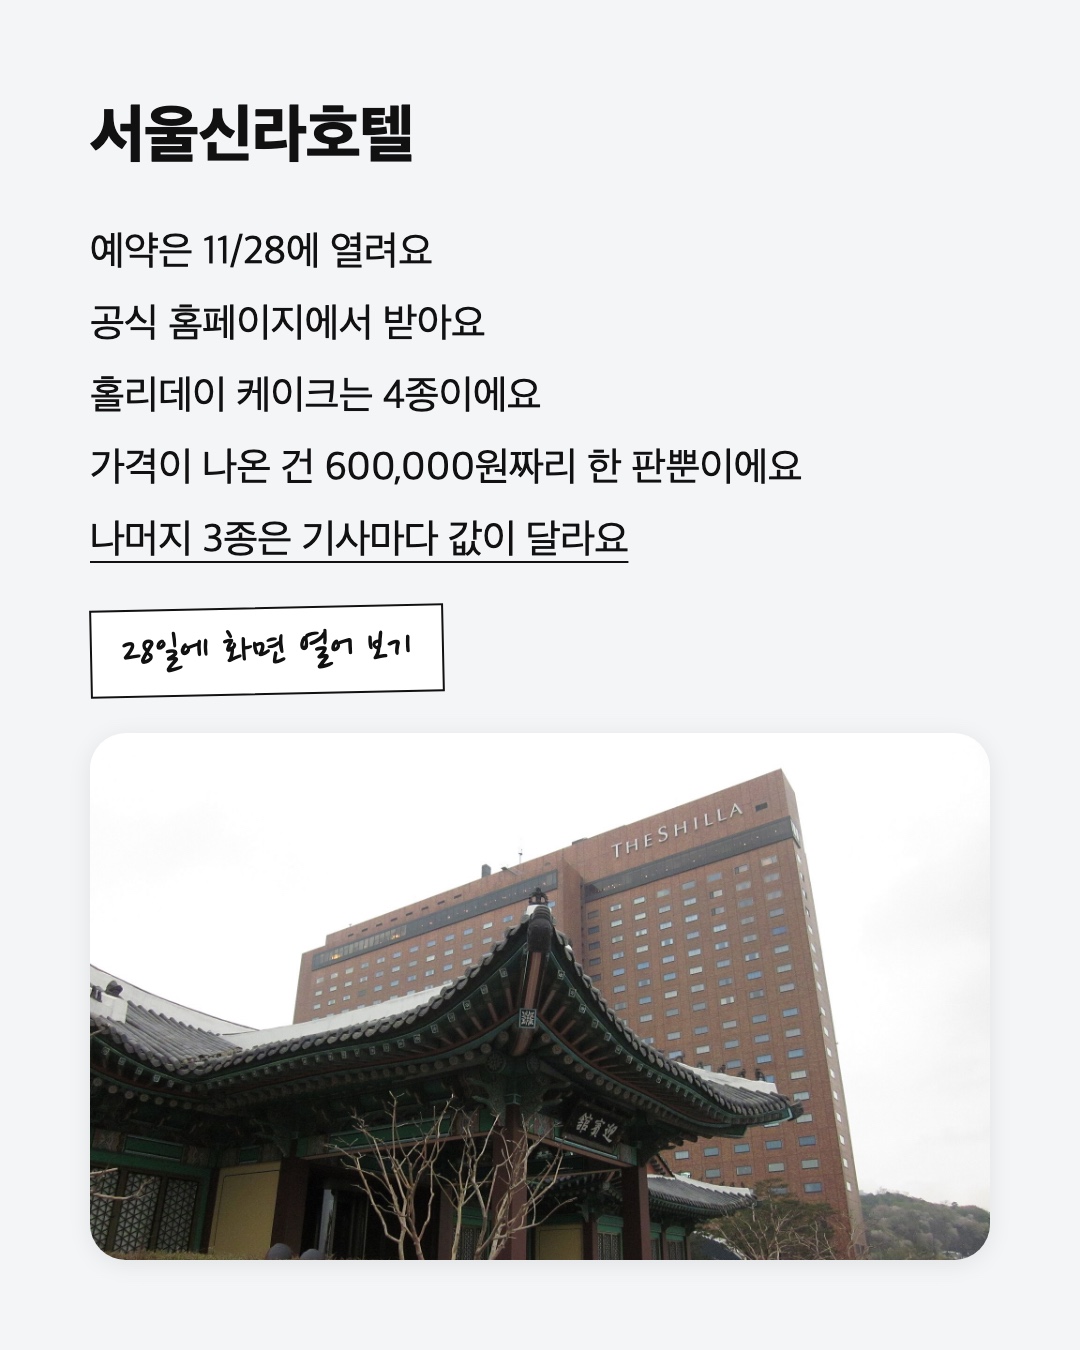 서울신라호텔
예약은 11/28에 열려요
공식 홈페이지에서 받아요
홀리데이 케이크는 4종이에요
가격이 나온 건 600,000원짜리 한 판뿐이에요
나머지 3종은 기사마다 값이 달라요
28일에 화면 열어 보기
THE SHILLA
迎賓館